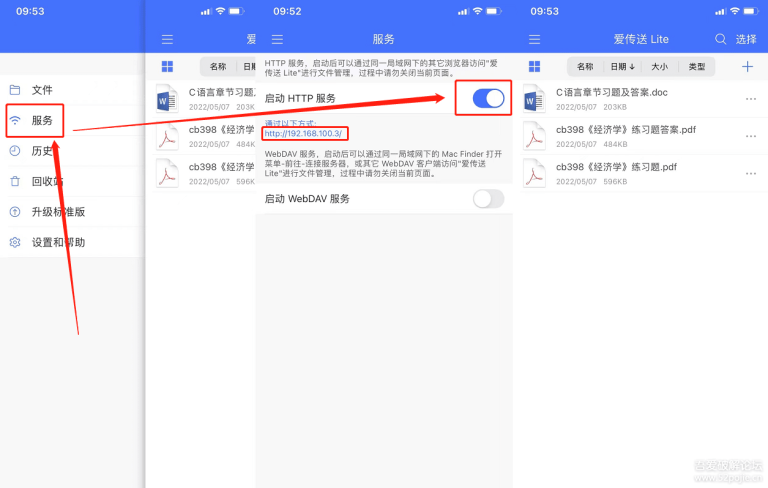 09:53
文件
服务
历史
回收站
升级标准版
设置和帮助
爱
名称 日期
C语言章节习题及
2022/05/07 203K
cb398《经济学》
2022/05/07 484K
cb398《经济学》
2022/05/07 596K
09:52
服务
HTTP 服务，启动后可以通过同一局域网下的其它浏览器访问“爱
传送 Lite”进行文件管理，过程中请勿关闭当前页面。
启动 HTTP 服务
通过以下方式:
http://192.168.100.3/
WebDAV 服务，启动后可以通过同一局域网下的 Mac Finder 打开
菜单-前往-连接服务器，或其它 WebDAV 客户端访问“爱传送
Lite”进行文件管理，过程中请勿关闭当前页面。
启动 WebDAV 服务
09:53
爱传送 Lite 选择
名称 日期↓ 大小 类型
C语言章节习题及答案.doc
2022/05/07 203KB
cb398《经济学》练习题答案.pdf
2022/05/07 484KB
cb398《经济学》练习题.pdf
2022/05/07 596KB
吾爱破解论坛
www.52pojie.cn